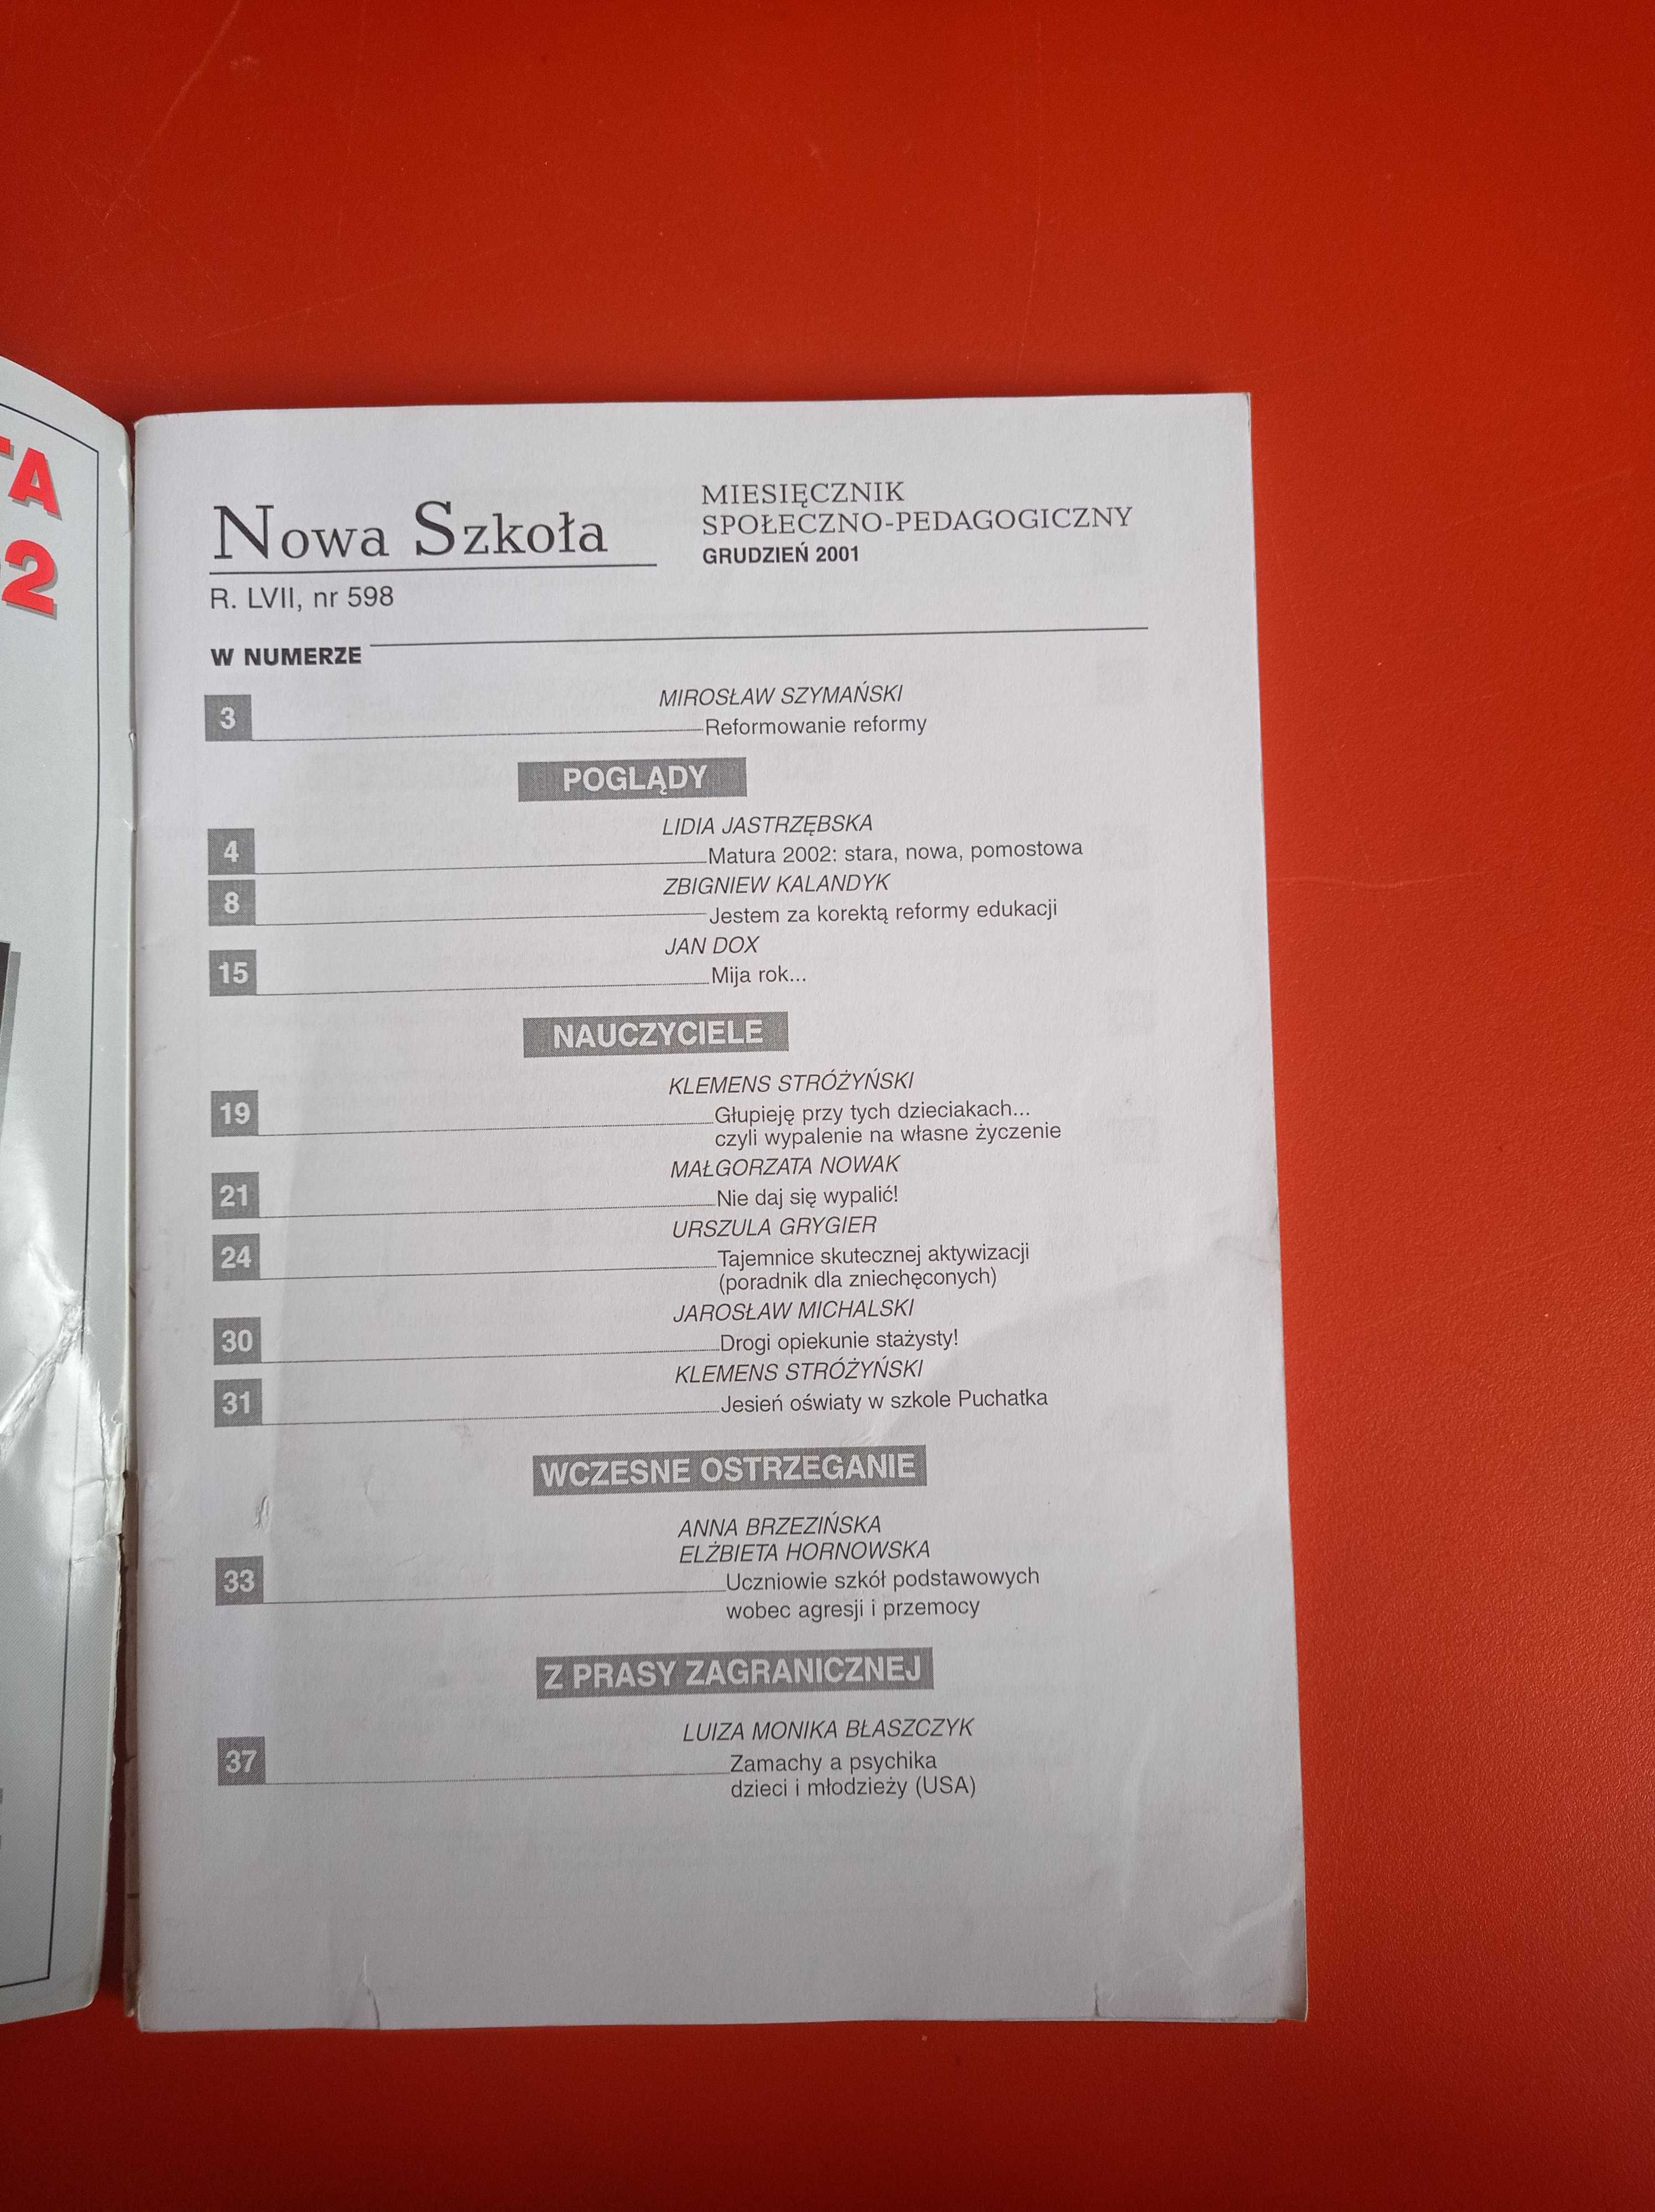 TA
2
Nowa Szkoła
MIESIĘCZNIK
SPOŁECZNO-PEDAGOGICZNY
GRUDZIEŃ 2001
R. LVII, nr 598
W NUMERZE
MIROSŁAW SZYMAŃSKI
3 Reformowanie reformy
POGLĄDY
LIDIA JASTRZĘBSKA
4 Matura 2002: stara, nowa, pomostowa
ZBIGNIEW KALANDYK
8 Jestem za korektą reformy edukacji
JAN DOX
15 Mija rok...
NAUCZYCIELE
KLEMENS STRÓŻYŃSKI
19 Głupieję przy tych dzieciakach...
czyli wypalenie na własne życzenie
MAŁGORZATA NOWAK
21 Nie daj się wypalić!
URSZULA GRYGIER
24 Tajemnice skutecznej aktywizacji
(poradnik dla zniechęconych)
JAROSŁAW MICHALSKI
30 Drogi opiekunie stażysty!
KLEMENS STRÓŻYŃSKI
31 Jesień oświaty w szkole Puchatka
WCZESNE OSTRZEGANIE
ANNA BRZEZIŃSKA
ELŻBIETA HORNOWSKA
33 Uczniowie szkół podstawowych
wobec agresji i przemocy
Z PRASY ZAGRANICZNEJ
LUIZA MONIKA BŁASZCZYK
37 Zamachy a psychika
dzieci i młodzieży (USA)